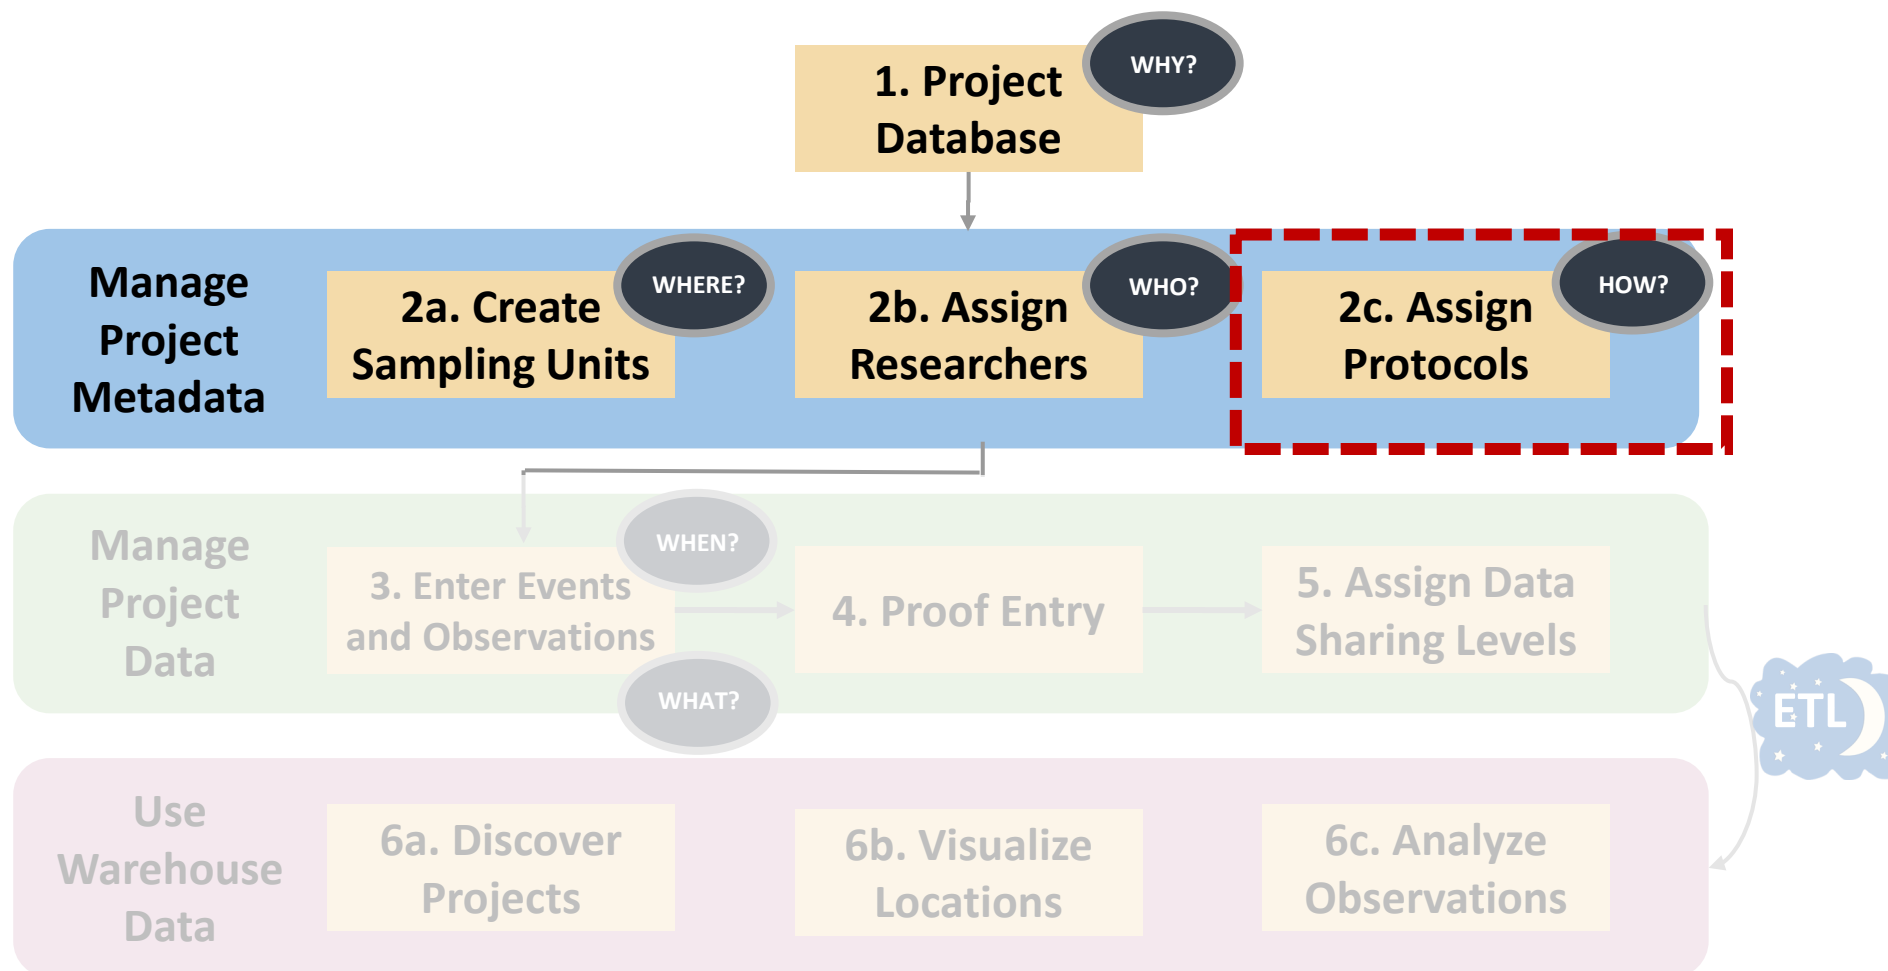 1. Project
Database
WHY?
Manage
Project
Metadata
2a. Create
Sampling Units
WHERE?
2b. Assign
Researchers
WHO?
2c. Assign
Protocols
HOW?
Manage
Project
Data
3. Enter Events
and Observations
WHEN?
WHAT?
4. Proof Entry
5. Assign Data
Sharing Levels
ETL
Use
Warehouse
Data
6a. Discover
Projects
6b. Visualize
Locations
6c. Analyze
Observations